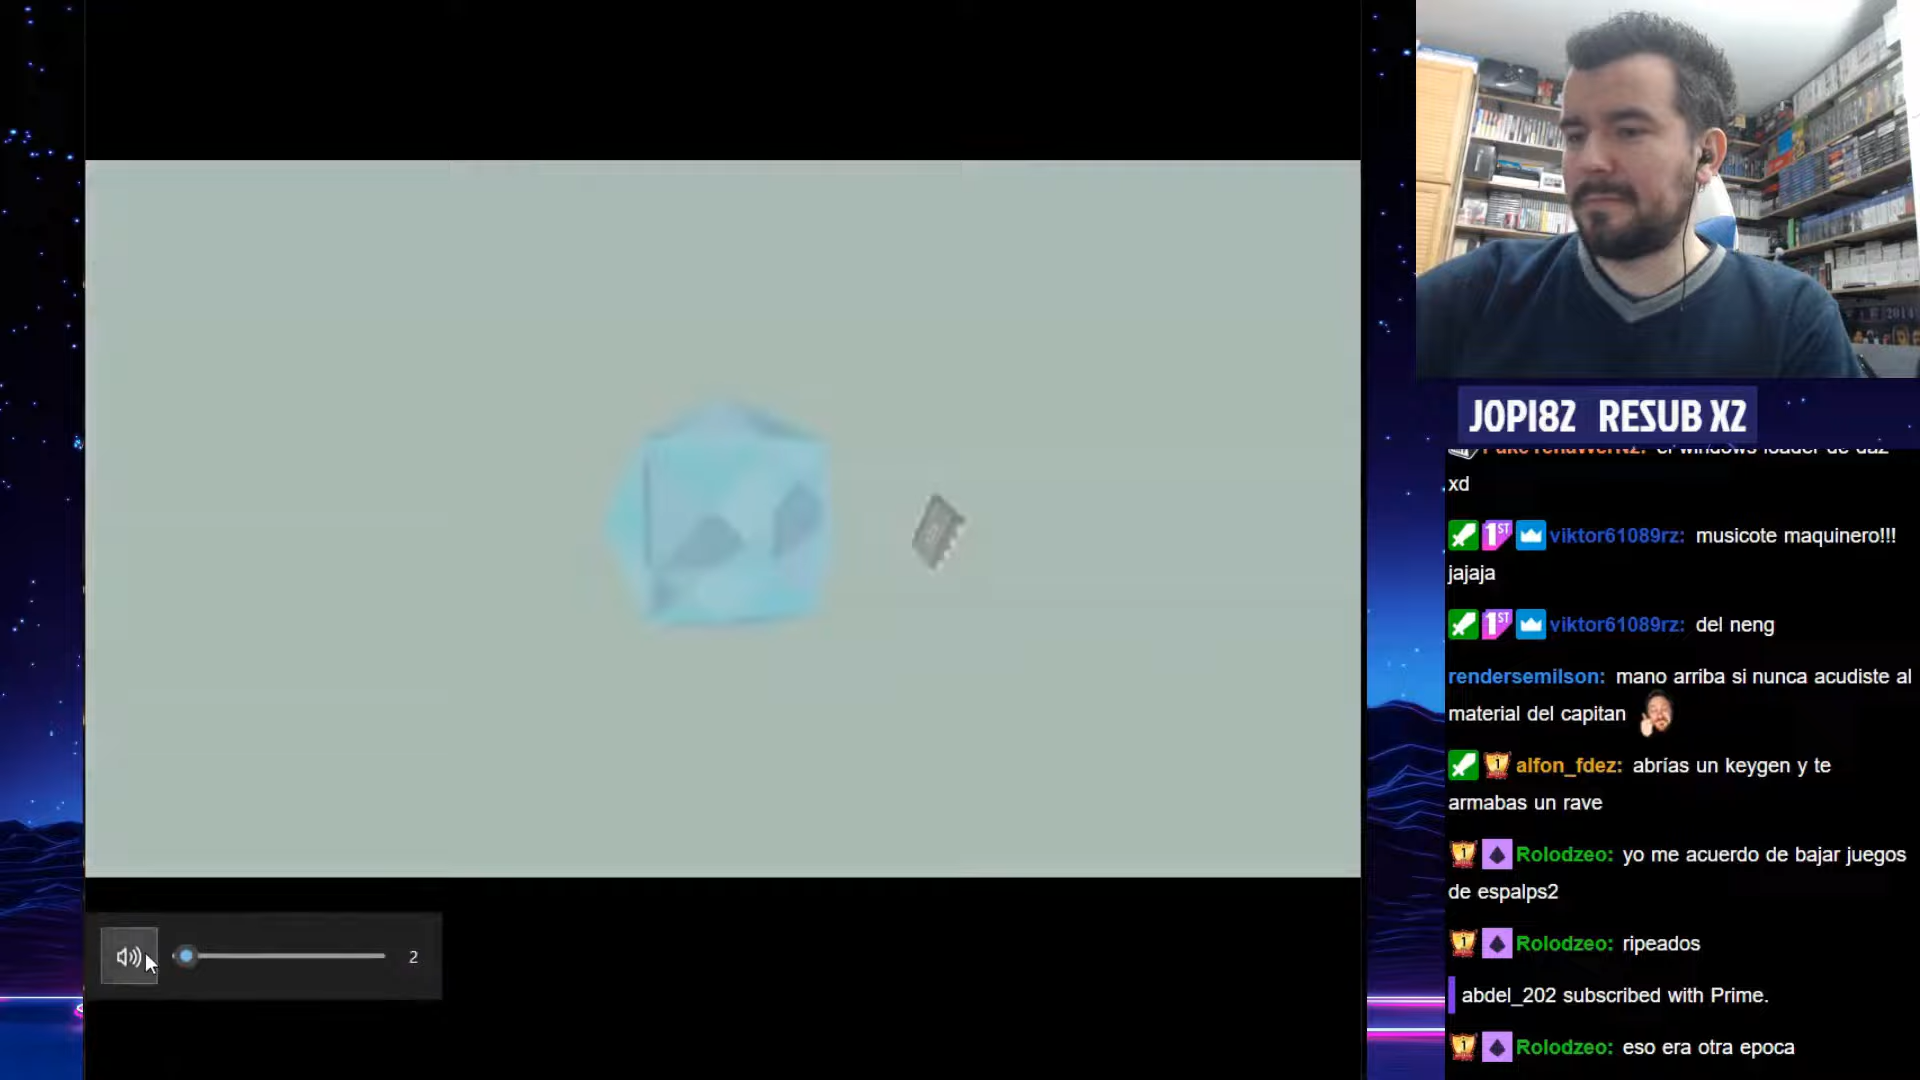 2014
JOPI82 RESUB X2
xd
viktor61089rz: musicote maquinero!!!
jajaja
viktor61089rz: del neng
rendersemilson: mano arriba si nunca acudiste al
material del capitan
alfon_fdez: abrías un keygen y te
armabas un rave
Rolodzeo: yo me acuerdo de bajar juegos
de espalps2
Rolodzeo: ripeados
abdel_202 subscribed with Prime.
Rolodzeo: eso era otra epoca
2